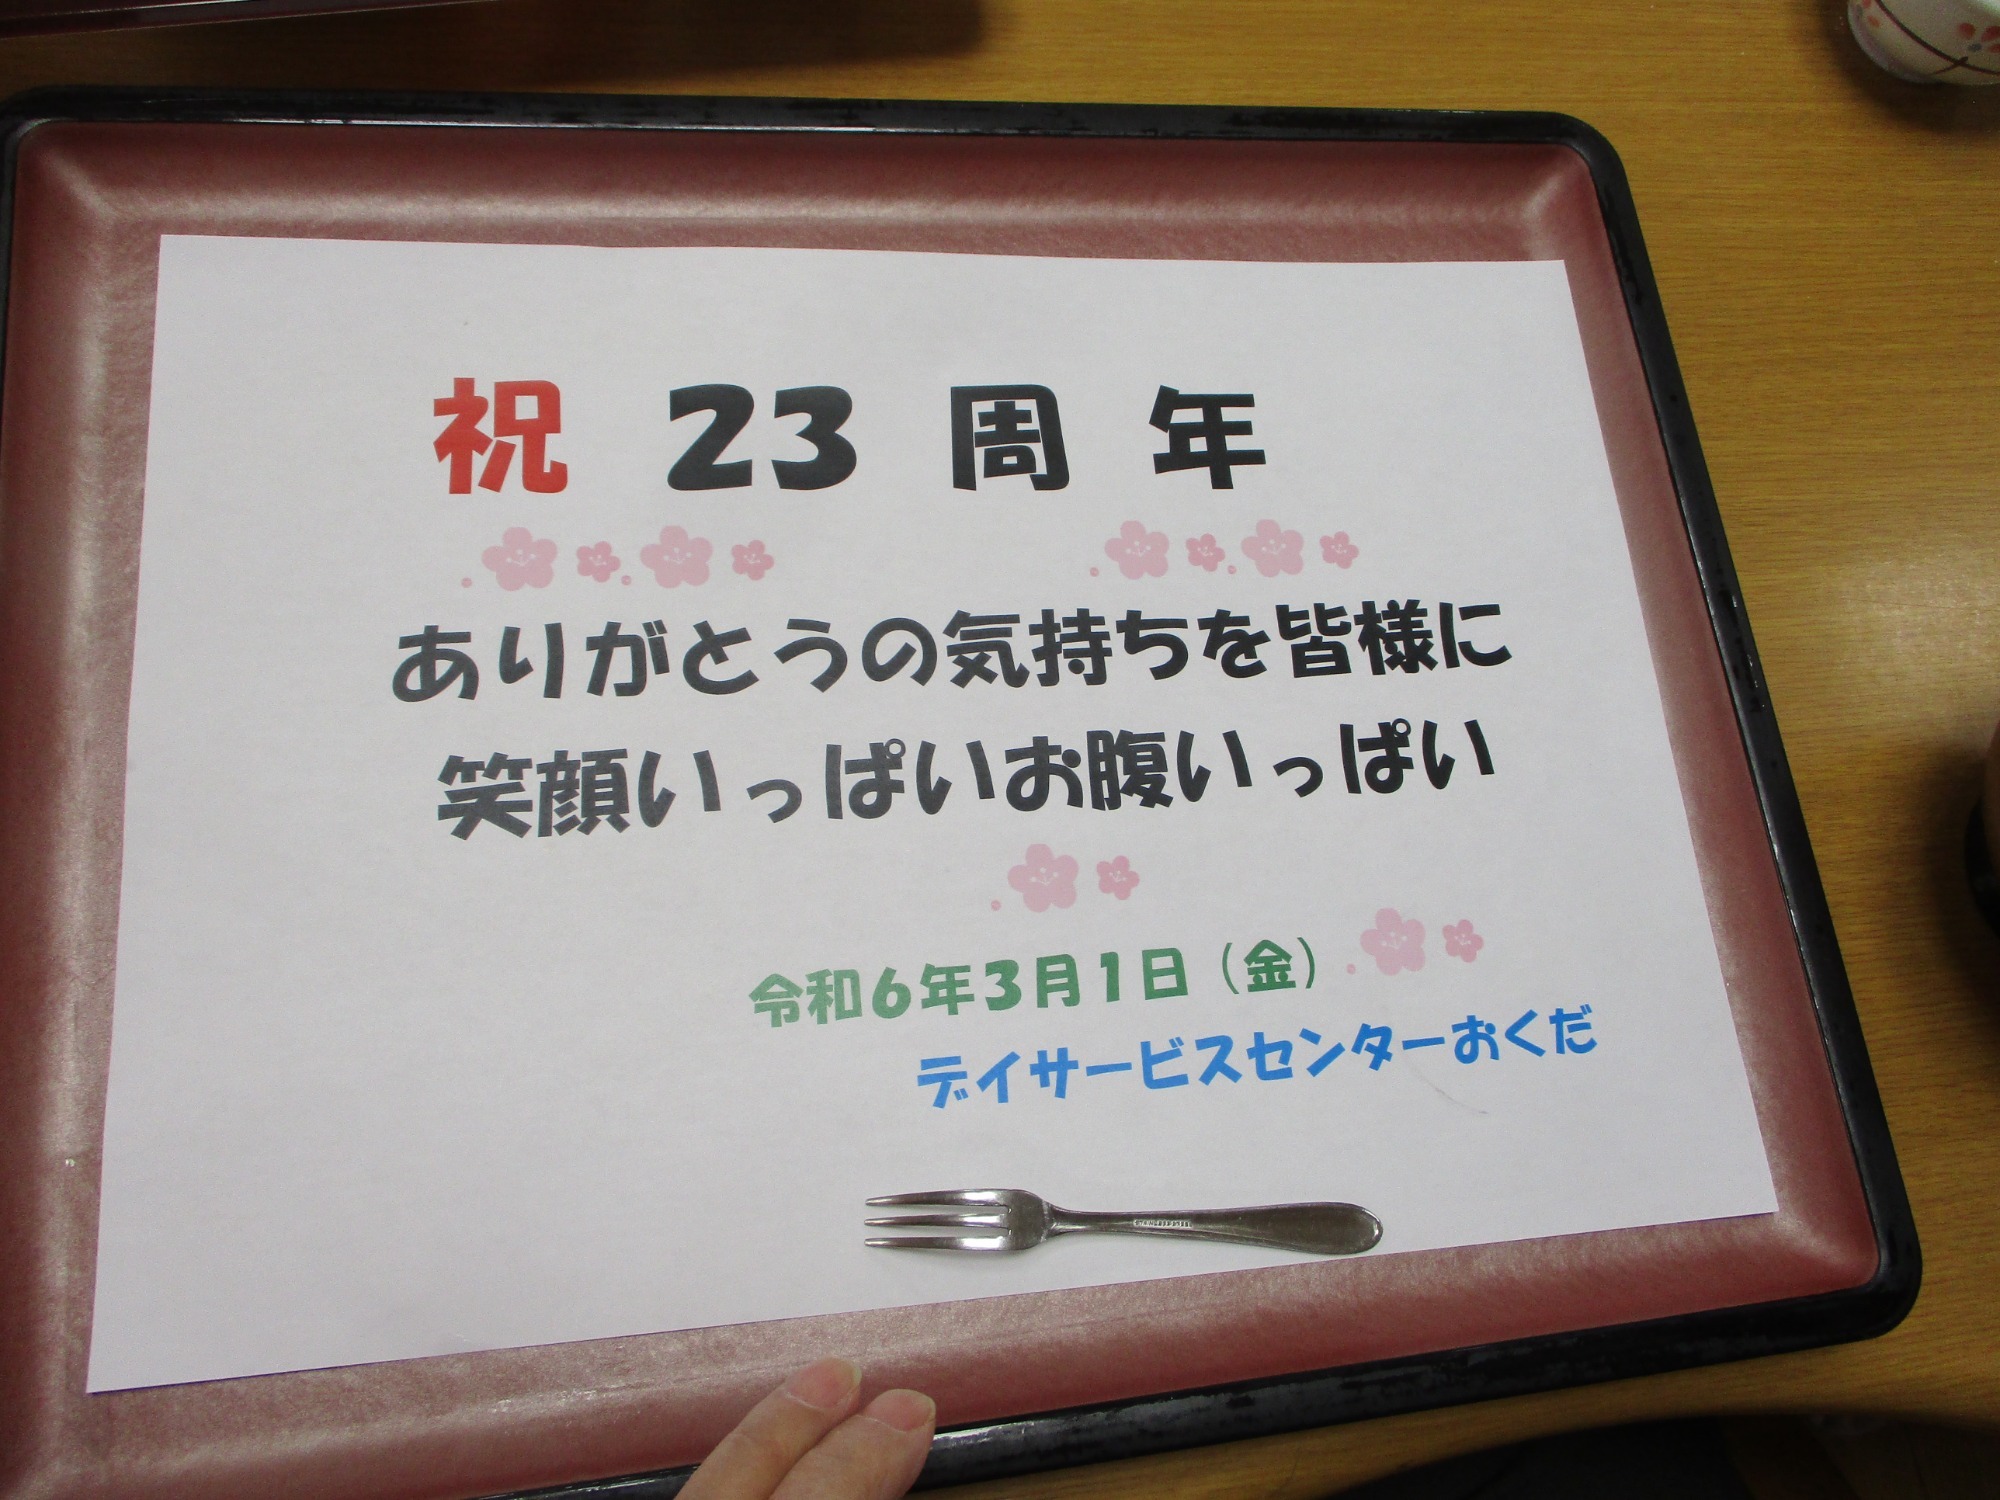 祝 23 周 年
ありがとうの気持ちを皆様に
笑顔いっぱいお腹いっぱい
令和6年3月1日（金）
デイサービスセンターおくだ